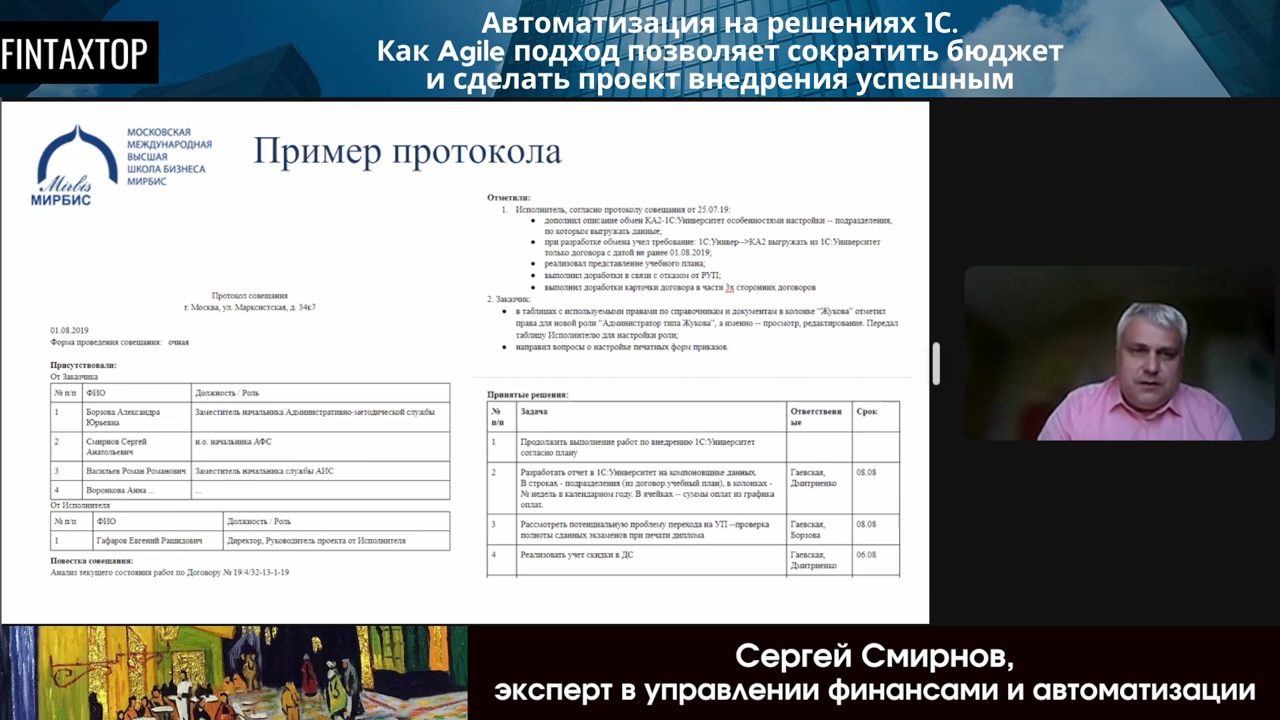 FINTAXTOP
Автоматизация на решениях 1С.
Как Agile подход позволяет сократить бюджет
и сделать проект внедрения успешным
Mirbis
МИРБИС
МОСКОВСКАЯ
МЕЖДУНАРОДНАЯ
ВЫСШАЯ
ШКОЛА БИЗНЕСА
МИРБИС
Пример протокола
Протокол совещания
г. Москва, ул. Марксистская, д. 34к7
01.08.2019
Форма проведения совещания: очная
Присутствовали:
От Заказчика
№ п/п ФИО Должность / Роль
1 Борзова Александра Заместитель начальника Административно-методической службы
Юрьевна
2 Смирнов Сергей и.о. начальника АФС
Анатольевич
3 Васильев Роман Романович Заместитель начальника службы АИС
4 Воронкова Анна ... ...
От Исполнителя
№ п/п ФИО Должность / Роль
1 Гафаров Евгений Рашидович Директор, Руководитель проекта от Исполнителя
Повестка совещания:
Анализ текущего состояния работ по Договору № 19/4/32-13-1-19
Отметили:
1. Исполнитель, согласно протоколу совещания от 25.07.19:
● дополнил описание обмен КА2-1С:Университет особенностями настройки -- подразделения,
по которым выгружать данные;
● при разработке обмена учел требование: 1С:Универ-->КА2 выгружать из 1С:Университет
только договора с датой не ранее 01.08.2019;
● реализовал представление учебного плана;
● выполнил доработки в связи с отказом от РУП;
● выполнил доработки карточки договора в части 3х сторонних договоров
2. Заказчик:
● в таблицах с используемыми правами по справочникам и документам в колонке “Жукова” отметил
права для новой роли “Администратор типа Жукова”, а именно -- просмотр, редактирование. Передал
таблицу Исполнителю для настройки роли;
● направил вопросы о настройке печатных форм приказов.
Принятые решения:
№ Задача Ответственн Срок
п/п ые
1 Продолжить выполнение работ по внедрению 1С:Университет
согласно плану
2 Разработать отчет в 1С:Университет на компоновщике данных. Гаевская, 08.08
В строках - подразделения (из договор.учебный план), в колонках - Дмитриенко
№ недель в календарном году. В ячейках -- суммы оплат из графика
оплат.
3 Рассмотреть потенциальную проблему перехода на УП --проверка Гаевская, 08.08
полноты сданных экзаменов при печати диплома Борзова
4 Реализовать учет скидки в ДС Гаевская, 06.08
Дмитриенко
Сергей Смирнов,
эксперт в управлении финансами и автоматизации